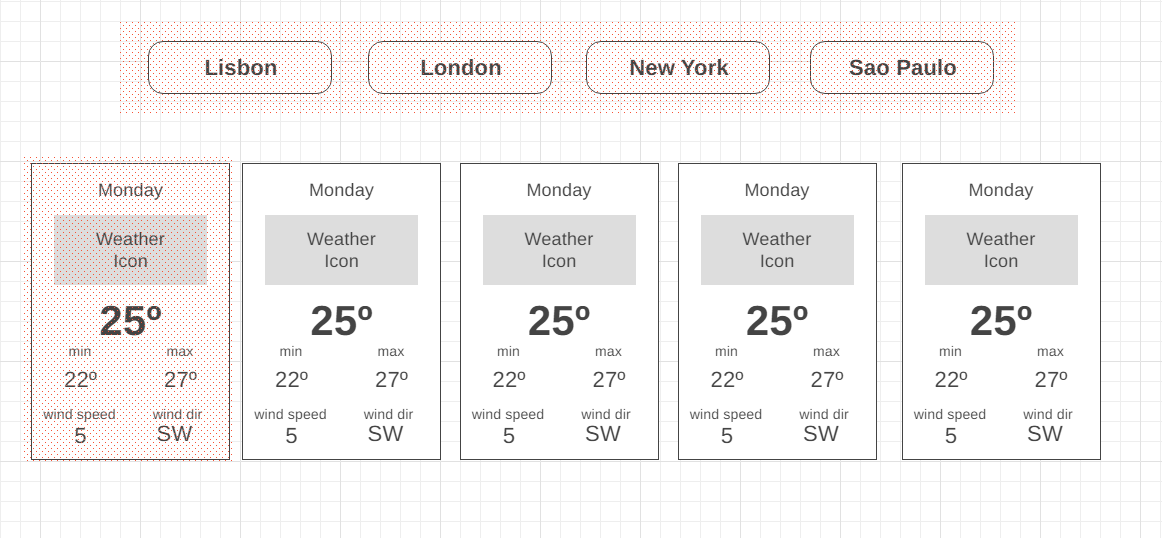 Lisbon London New York Sao Paulo
Monday Monday Monday Monday Monday
Weather Weather Weather Weather Weather
Icon Icon Icon Icon Icon
25º 25º 25º 25º 25º
min max min max min max min max min max
22º 27º 22º 27º 22º 27º 22º 27º 22º 27º
wind speed wind dir wind speed wind dir wind speed wind dir wind speed wind dir wind speed wind dir
5 SW 5 SW 5 SW 5 SW 5 SW